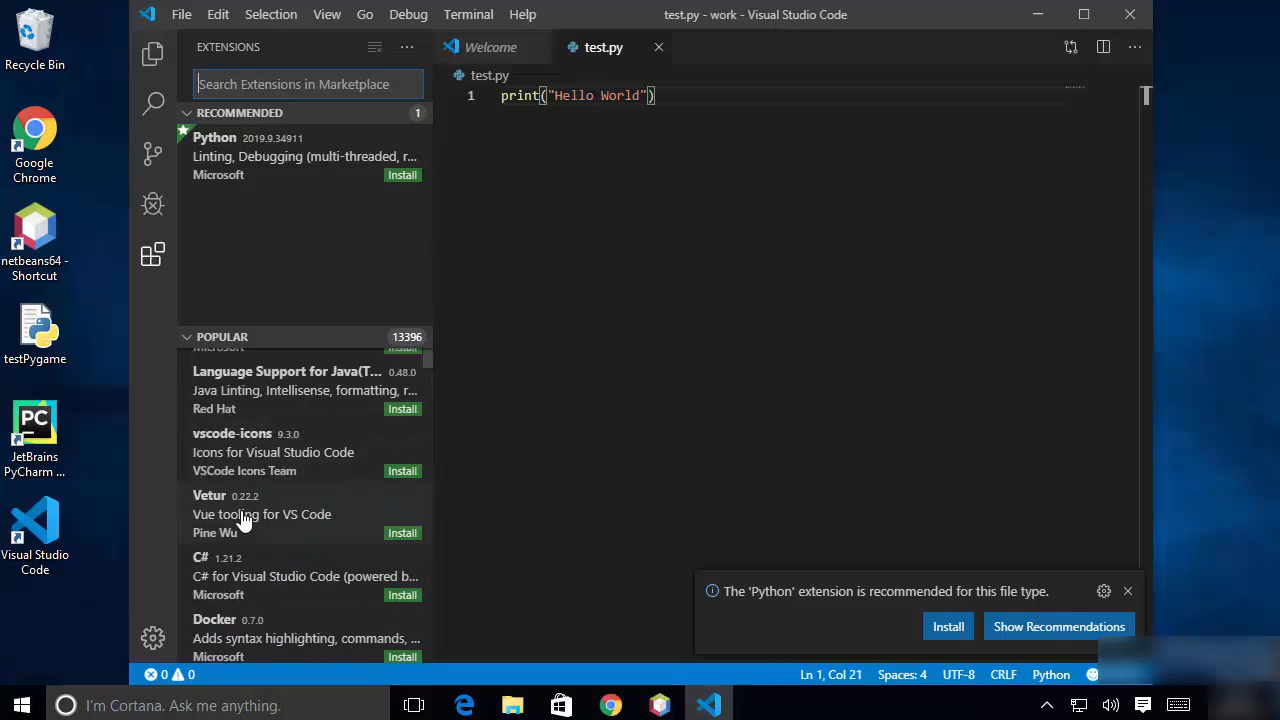 Recycle Bin
Google
Chrome
netbeans64 -
Shortcut
testPygame
JetBrains
PyCharm ...
Visual Studio
Code
File Edit Selection View Go Debug Terminal Help
test.py - work - Visual Studio Code
EXTENSIONS
Search Extensions in Marketplace
RECOMMENDED 1
Python 2019.9.34911
Linting, Debugging (multi-threaded, r...
Microsoft Install
POPULAR 13396
Microsoft Install
Language Support for Java(T... 0.48.0
Java Linting, Intellisense, formatting, r...
Red Hat Install
vscode-icons 9.3.0
Icons for Visual Studio Code
VSCode Icons Team Install
Vetur 0.22.2
Vue tooling for VS Code
Pine Wu Install
C# 1.21.2
C# for Visual Studio Code (powered b...
Microsoft Install
Docker 0.7.0
Adds syntax highlighting, commands, ...
Microsoft Install
Welcome test.py
test.py
1 print("Hello World")
The 'Python' extension is recommended for this file type.
Install Show Recommendations
0 0 Ln 1, Col 21 Spaces: 4 UTF-8 CRLF Python
I'm Cortana. Ask me anything.